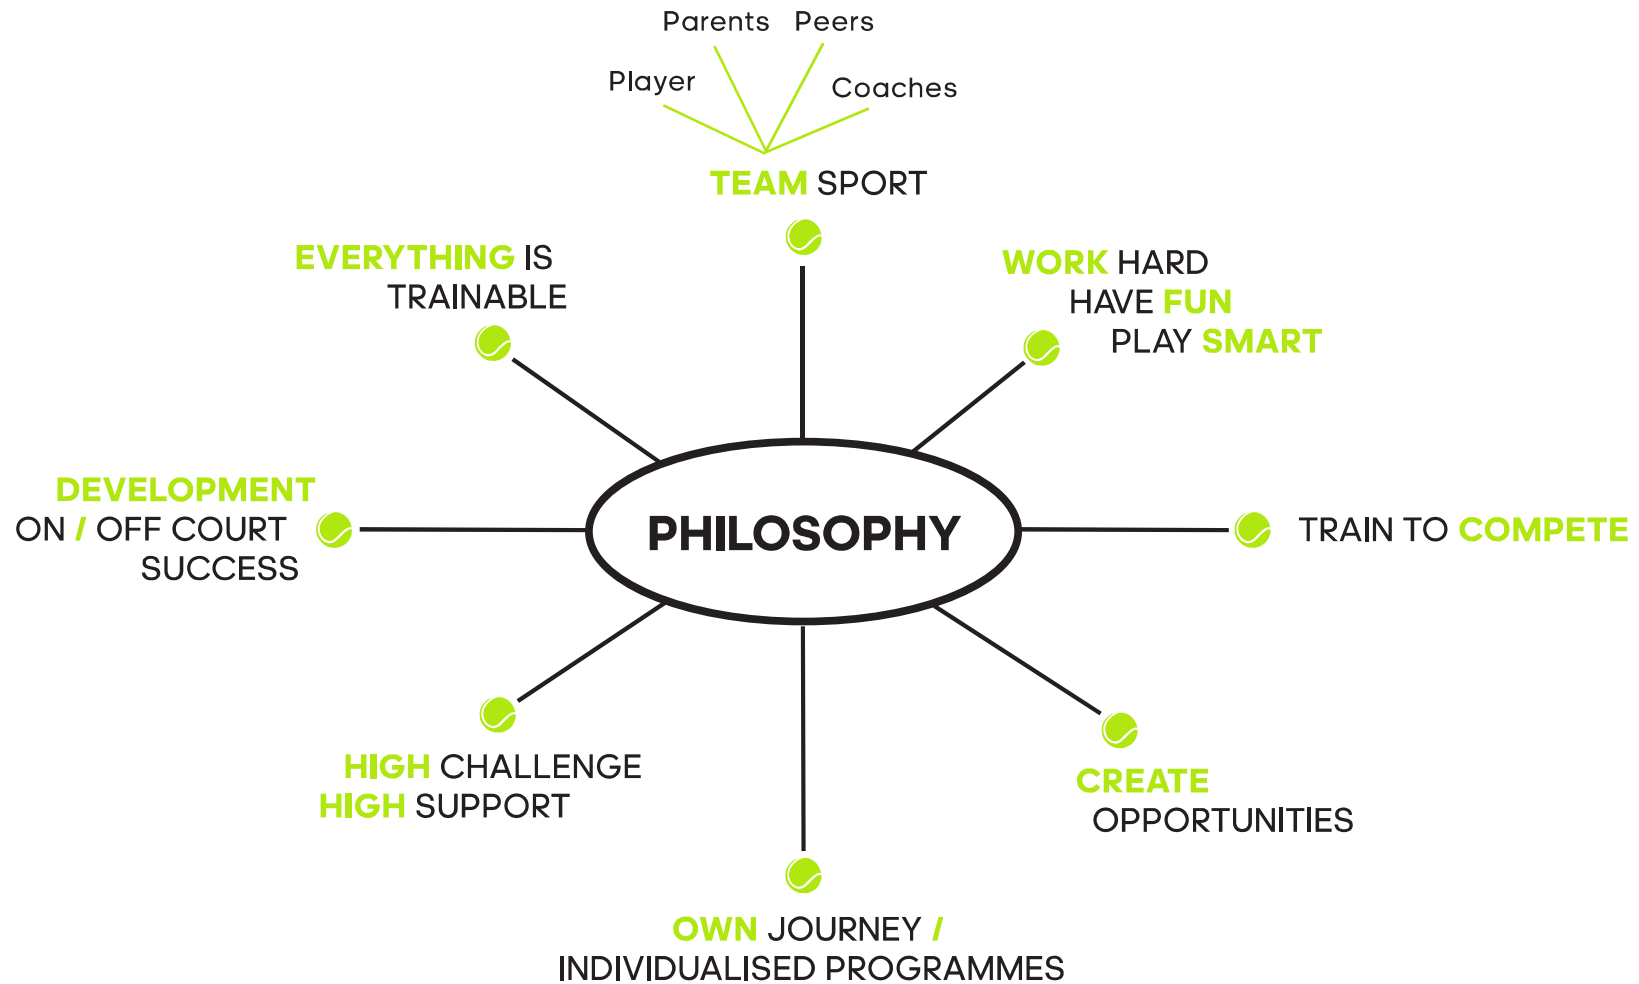 Parents Peers
Player
Coaches
TEAM SPORT
EVERYTHING IS
TRAINABLE
WORK HARD
HAVE FUN
PLAY SMART
DEVELOPMENT
ON / OFF COURT
SUCCESS
PHILOSOPHY
TRAIN TO COMPETE
HIGH CHALLENGE
HIGH SUPPORT
CREATE
OPPORTUNITIES
OWN JOURNEY /
INDIVIDUALISED PROGRAMMES